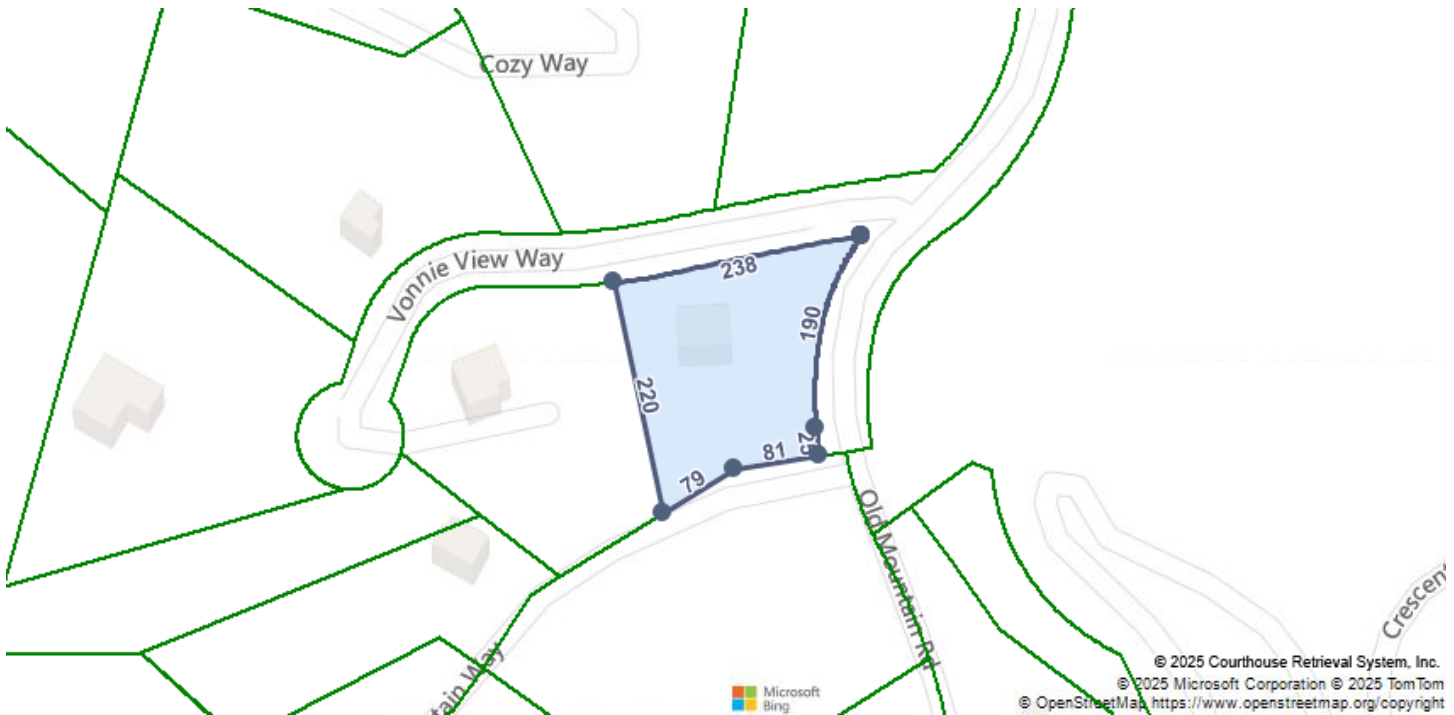 Cozy Way
Vonnie View Way
238
190
220
25
81
79
Old Mountain Rd
tain Way
Crescent
© 2025 Courthouse Retrieval System, Inc.
© 2025 Microsoft Corporation © 2025 TomTom
© OpenStreetMap https://www.openstreetmap.org/copyright
Microsoft
Bing